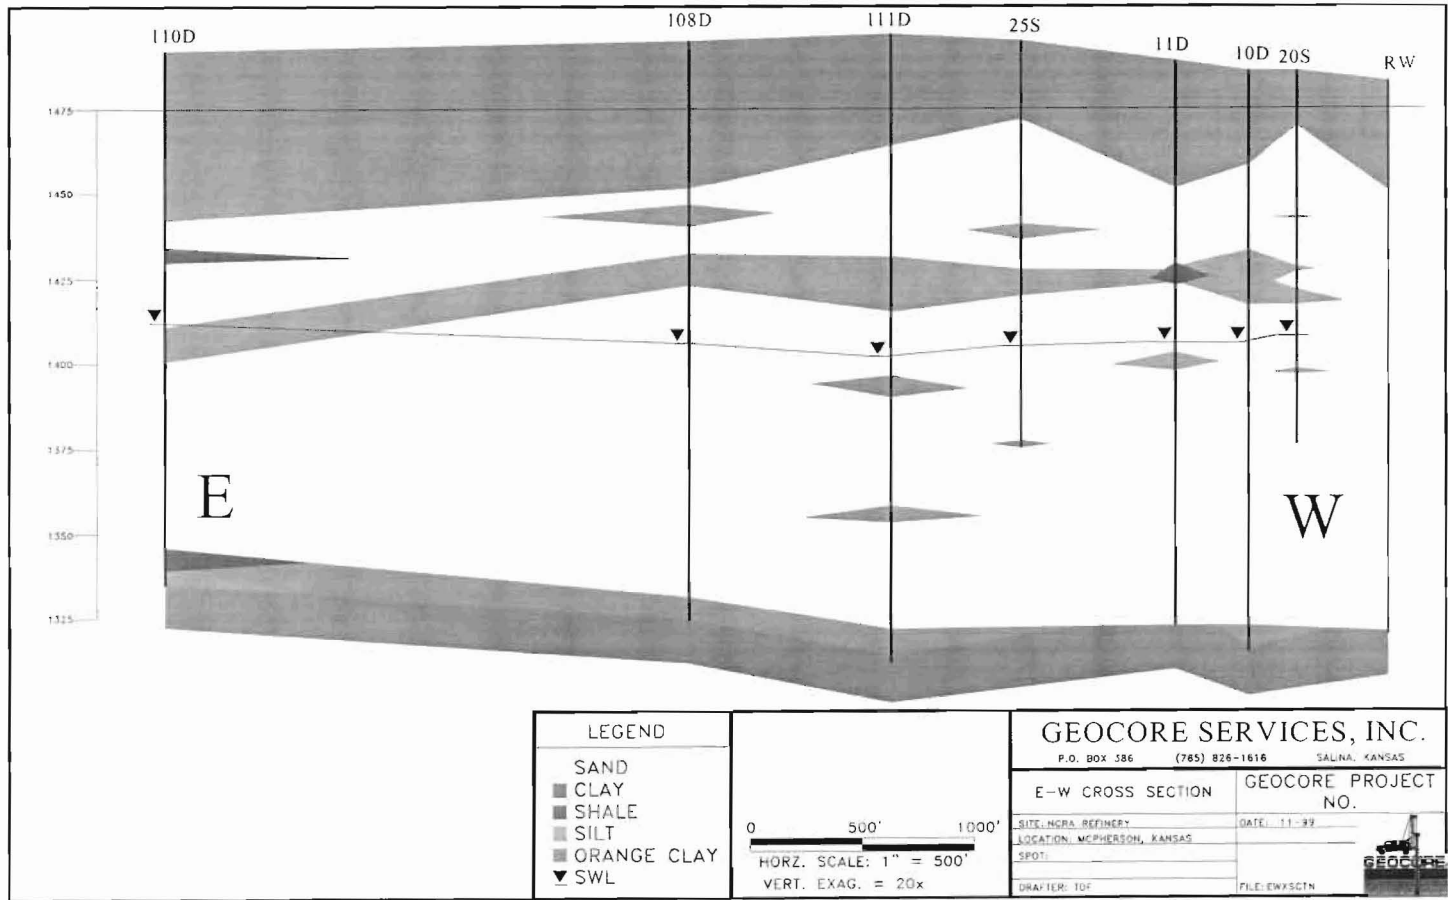 110D
108D
111D
25S
11D
10D 20S
RW
1475
1450
1425
1400
1375
1350
1325
E
W
LEGEND
SAND
CLAY
SHALE
SILT
ORANGE CLAY
SWL
0 500' 1000'
HORZ. SCALE: 1" = 500'
VERT. EXAG. = 20x
GEOCORE SERVICES, INC.
P.O. BOX 386 (785) 826-1616 SALINA, KANSAS
E-W CROSS SECTION
GEOCORE PROJECT
NO.
SITE: NCRA REFINERY
DATE: 11-99
LOCATION: MCPHERSON, KANSAS
SPOT:
DRAFTER: TDF
FILE: EWXSCTN
GEOCORE